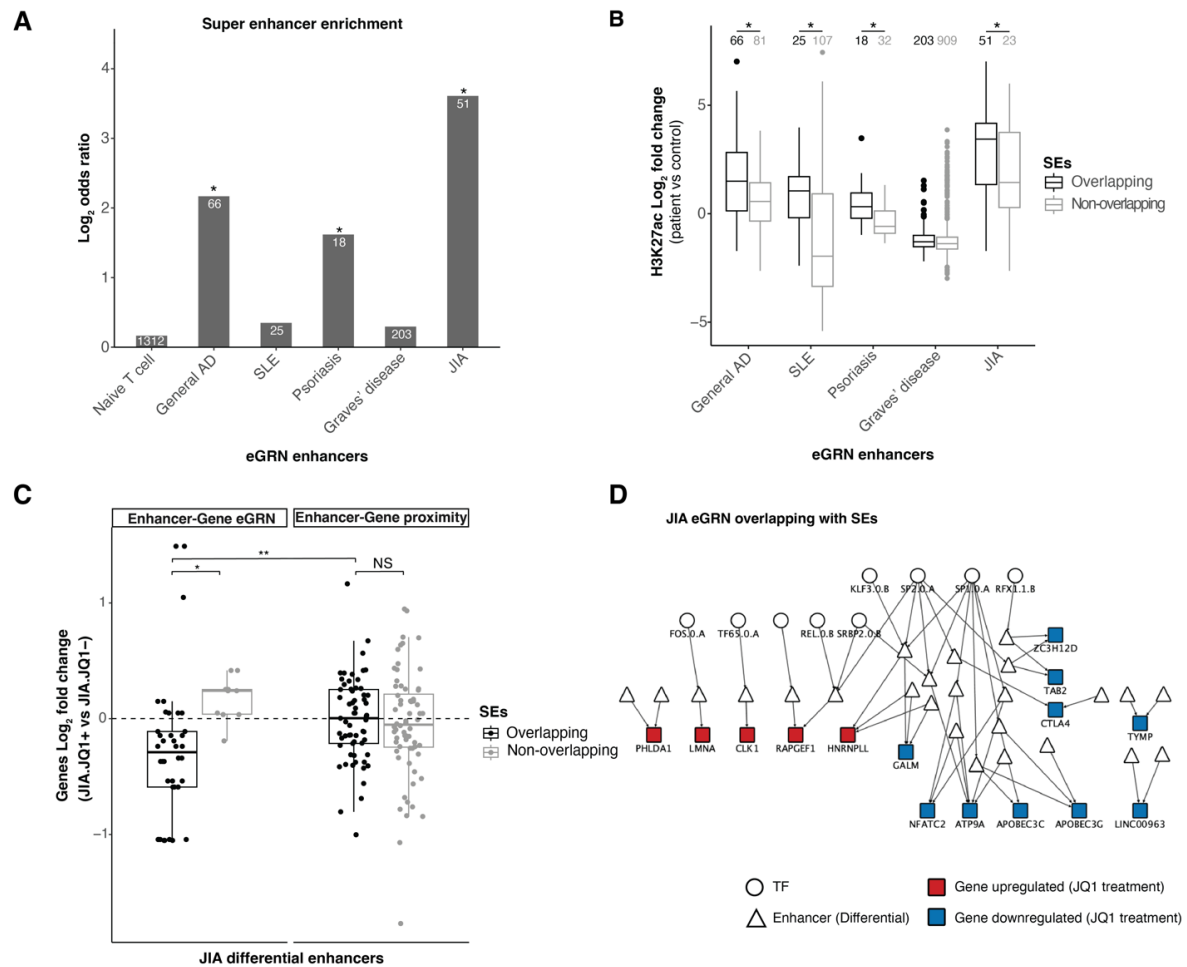 A
Super enhancer enrichment
Log2 odds ratio
4
3
2
1
0
1312
*
66
25
*
18
203
*
51
Naive T cell
General AD
SLE
Psoriasis
Graves' disease
JIA
eGRN enhancers
B
H3K27ac Log2 fold change
(patient vs control)
* * * *
66 81 25 107 18 32 203 909 51 23
5
0
−5
General AD
SLE
Psoriasis
Graves' disease
JIA
eGRN enhancers
SEs
Overlapping
Non-overlapping
C
Enhancer-Gene eGRN Enhancer-Gene proximity
Genes Log2 fold change
(JIA.JQ1+ vs JIA.JQ1−)
**
* NS
1
0
−1
JIA differential enhancers
SEs
Overlapping
Non-overlapping
D
JIA eGRN overlapping with SEs
KLF3.0.B SP2.0.A SP1.0.A RFX1.1.B
FOS.0.A TF65.0.A REL.0.B SRBP2.0.B
ZC3H12D
TAB2
CTLA4
TYMP
PHLDA1 LMNA CLK1 RAPGEF1 HNRNPLL
GALM
NFATC2 ATP9A APOBEC3C APOBEC3G LINC00963
TF
Enhancer (Differential)
Gene upregulated (JQ1 treatment)
Gene downregulated (JQ1 treatment)